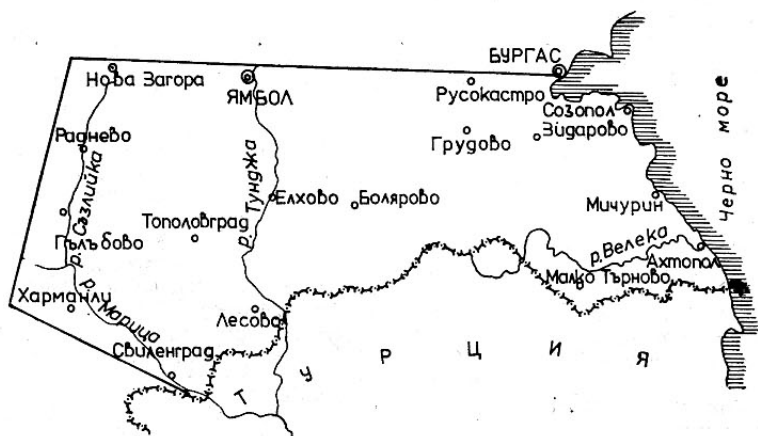 БУРГАС
Нова Загора
ЯМБОЛ
Русокастро
Созопол
Зидарово
Грудово
Раднево
р. Сазлийка
р. Тунджа
Черно море
Елхово
Болярово
Мичурин
Тополовград
Гълъбово
р. Велека
Ахтопол
Малко Търново
Харманли
р. Марица
Лесово
Свиленград
ТУРЦИЯ